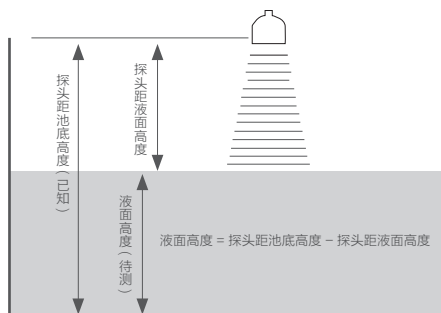 探头距池底高度(已知)
探头距液面高度
液面高度(待测)
液面高度 = 探头距池底高度 − 探头距液面高度